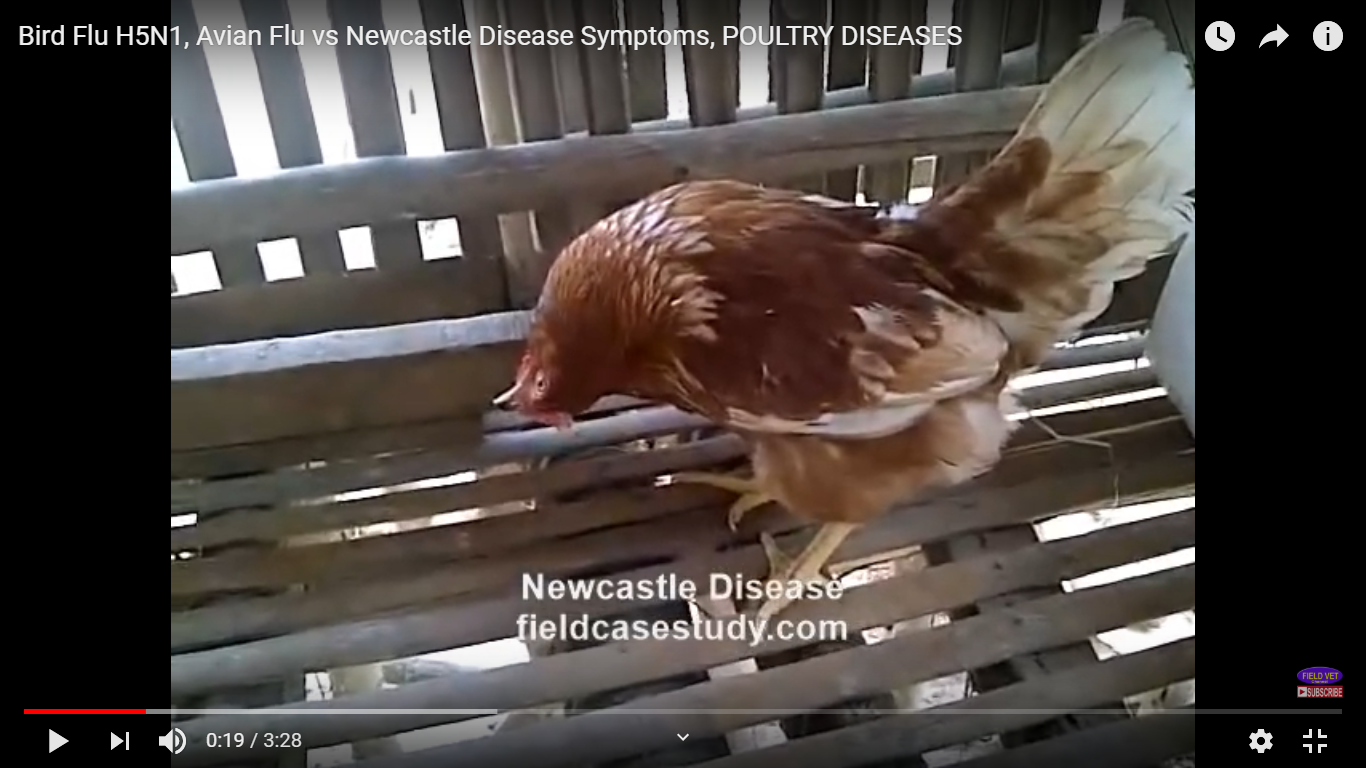 Bird Flu H5N1, Avian Flu vs Newcastle Disease Symptoms, POULTRY DISEASES
Newcastle Disease
fieldcasestudy.com
FIELD VET
SUBSCRIBE
0:19 / 3:28